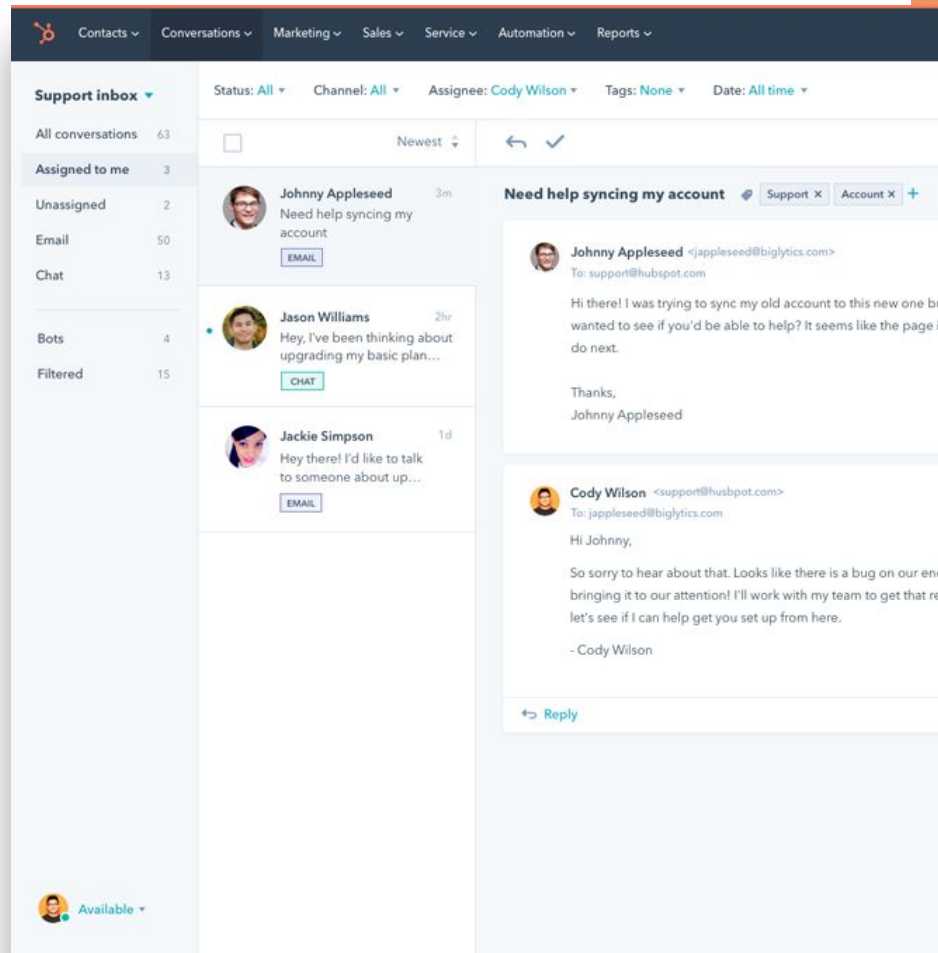 Contacts Conversations Marketing Sales Service Automation Reports
Support inbox
All conversations 63
Assigned to me 3
Unassigned 2
Email 50
Chat 13
Bots 4
Filtered 15
Available
Status: All Channel: All Assignee: Cody Wilson Tags: None Date: All time
Newest
Johnny Appleseed 3m
Need help syncing my
account
EMAIL
Jason Williams 2hr
Hey, I've been thinking about
upgrading my basic plan...
CHAT
Jackie Simpson 1d
Hey there! I'd like to talk
to someone about up...
EMAIL
Need help syncing my account Support × Account × +
Johnny Appleseed <jappleseed@biglytics.com>
To: support@hubspot.com
Hi there! I was trying to sync my old account to this new one
wanted to see if you'd be able to help? It seems like the page
do next.
Thanks,
Johnny Appleseed
Cody Wilson <support@husbpot.com>
To: jappleseed@biglytics.com
Hi Johnny,
So sorry to hear about that. Looks like there is a bug on our
bringing it to our attention! I'll work with my team to get that
let's see if I can help get you set up from here.
- Cody Wilson
Reply